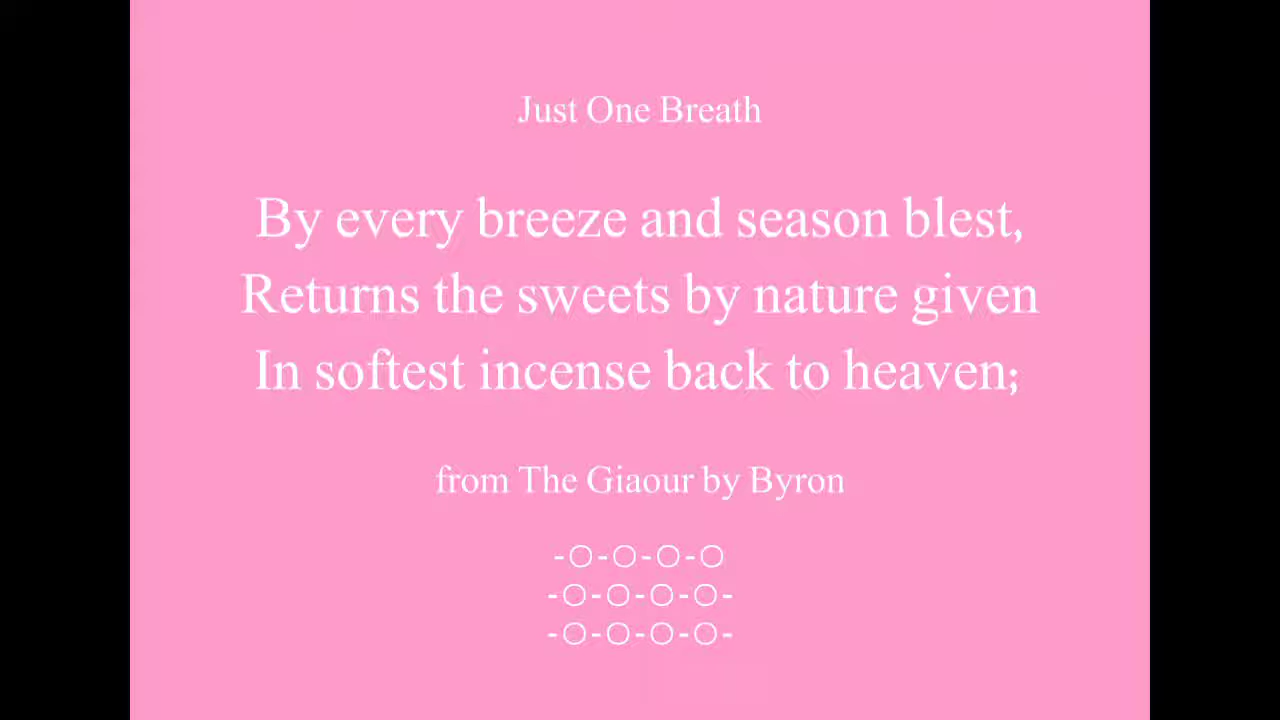 Just One Breath
By every breeze and season blest,
Returns the sweets by nature given
In softest incense back to heaven;
from The Giaour by Byron
-○-○-○-○
-○-○-○-○-
-○-○-○-○-